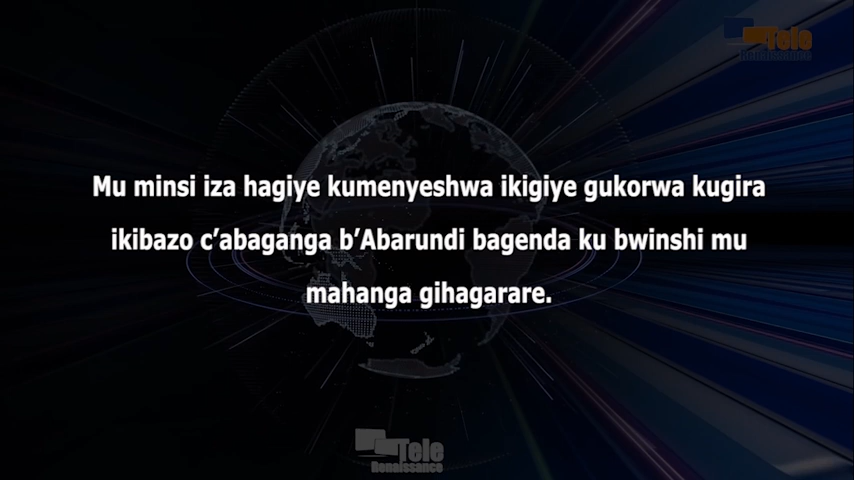 Tele
Renaissance
Mu minsi iza hagiye kumenyeshwa ikigiye gukorwa kugira
ikibazo c’abaganga b’Abarundi bagenda ku bwinshi mu
mahanga gihagarare.
Tele
Renaissance